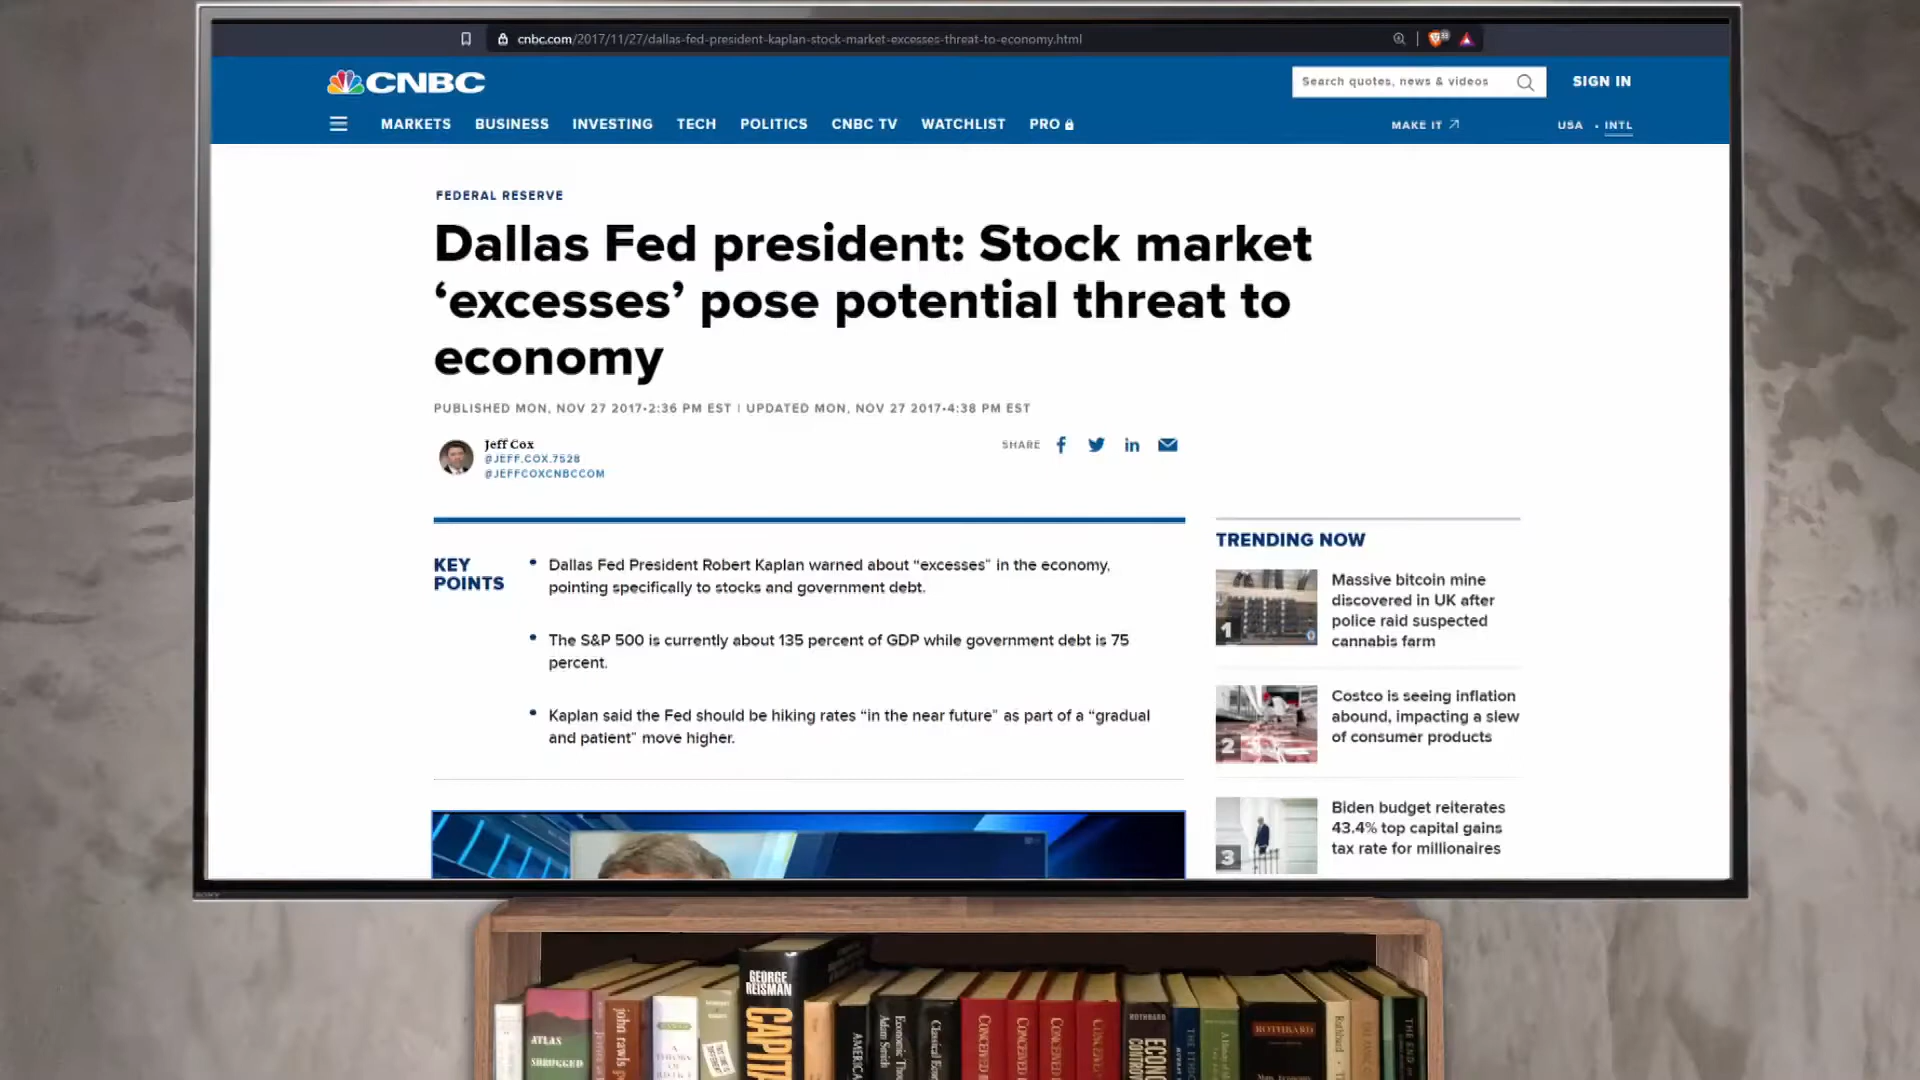 cnbc.com/2017/11/27/dallas-fed-president-kaplan-stock-market-excesses-threat-to-economy.html
CNBC
Search quotes, news & videos
SIGN IN
MARKETS BUSINESS INVESTING TECH POLITICS CNBC TV WATCHLIST PRO
MAKE IT
USA • INTL
FEDERAL RESERVE
Dallas Fed president: Stock market
‘excesses’ pose potential threat to
economy
PUBLISHED MON, NOV 27 2017•2:36 PM EST | UPDATED MON, NOV 27 2017•4:38 PM EST
Jeff Cox
@JEFF.COX.7528
@JEFFCOXCNBCCOM
SHARE
KEY
POINTS
• Dallas Fed President Robert Kaplan warned about “excesses” in the economy,
pointing specifically to stocks and government debt.
• The S&P 500 is currently about 135 percent of GDP while government debt is 75
percent.
• Kaplan said the Fed should be hiking rates “in the near future” as part of a “gradual
and patient” move higher.
TRENDING NOW
1
Massive bitcoin mine
discovered in UK after
police raid suspected
cannabis farm
2
Costco is seeing inflation
abound, impacting a slew
of consumer products
3
Biden budget reiterates
43.4% top capital gains
tax rate for millionaires
ATLAS
SHRUGGED
john rawls
GEORGE
REISMAN
CAPITA
AMERICA
Adam Smith
CONCEIVED
CONCEIVED
CONCEIVED
CONCEIVED
ROTHBARD
ROTHBARD